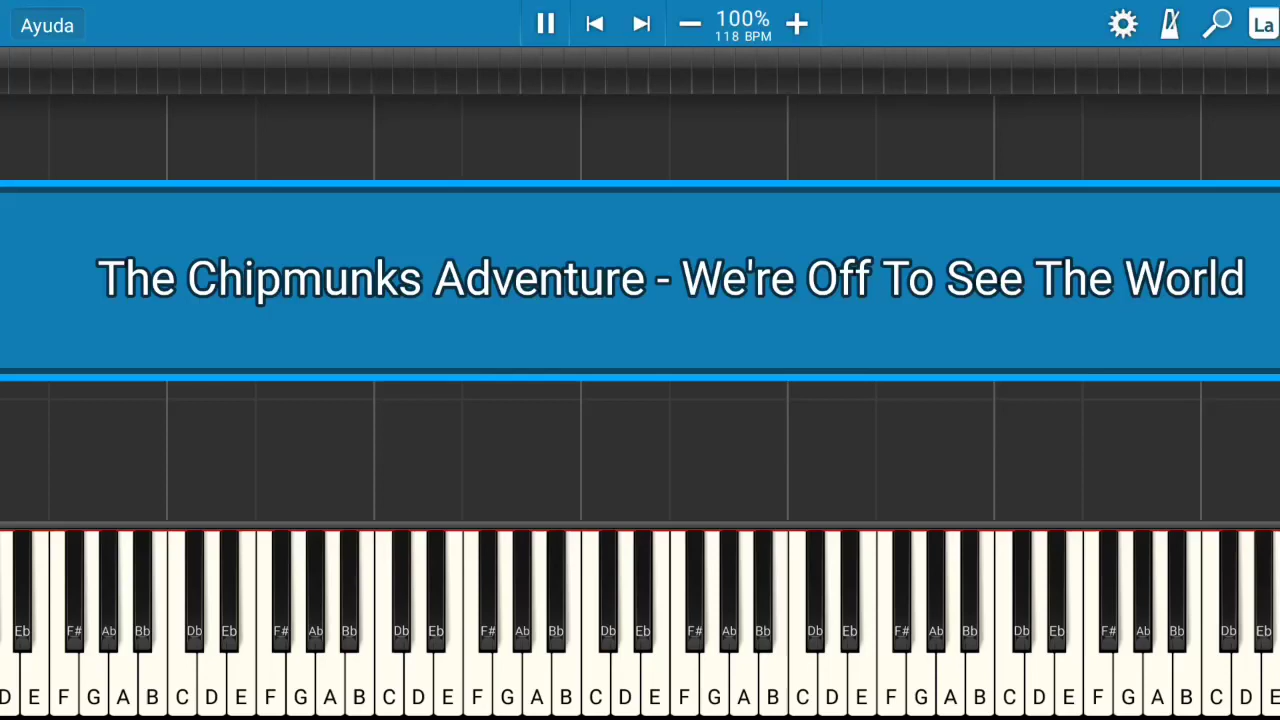 Ayuda
100%
118 BPM
La
The Chipmunks Adventure - We're Off To See The World
Eb F# Ab Bb Db Eb F# Ab Bb Db Eb F# Ab Bb Db Eb F# Ab Bb Db Eb F# Ab Bb Db Eb F# Ab Bb Db Eb
D E F G A B C D E F G A B C D E F G A B C D E F G A B C D E F G A B C D E F G A B C D E